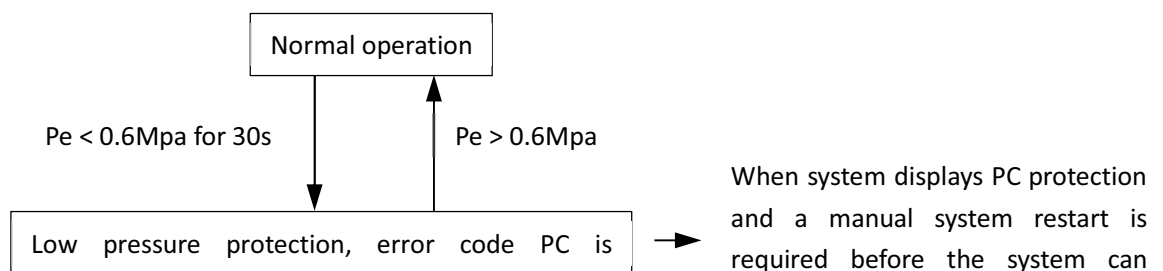 Normal operation
Pe < 0.6Mpa for 30s
Pe > 0.6Mpa
Low pressure protection, error code PC is
When system displays PC protection
and a manual system restart is
required before the system can